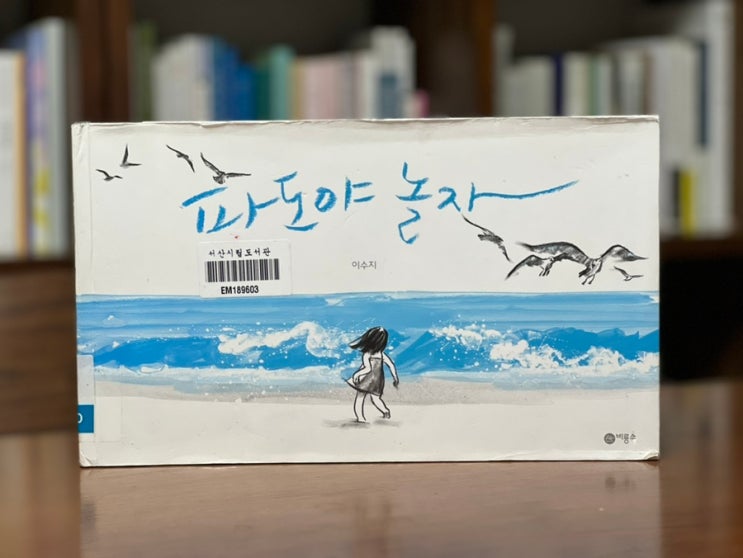 파도야 놀자
서산시립도서관
EM189603
이수지
비룡소